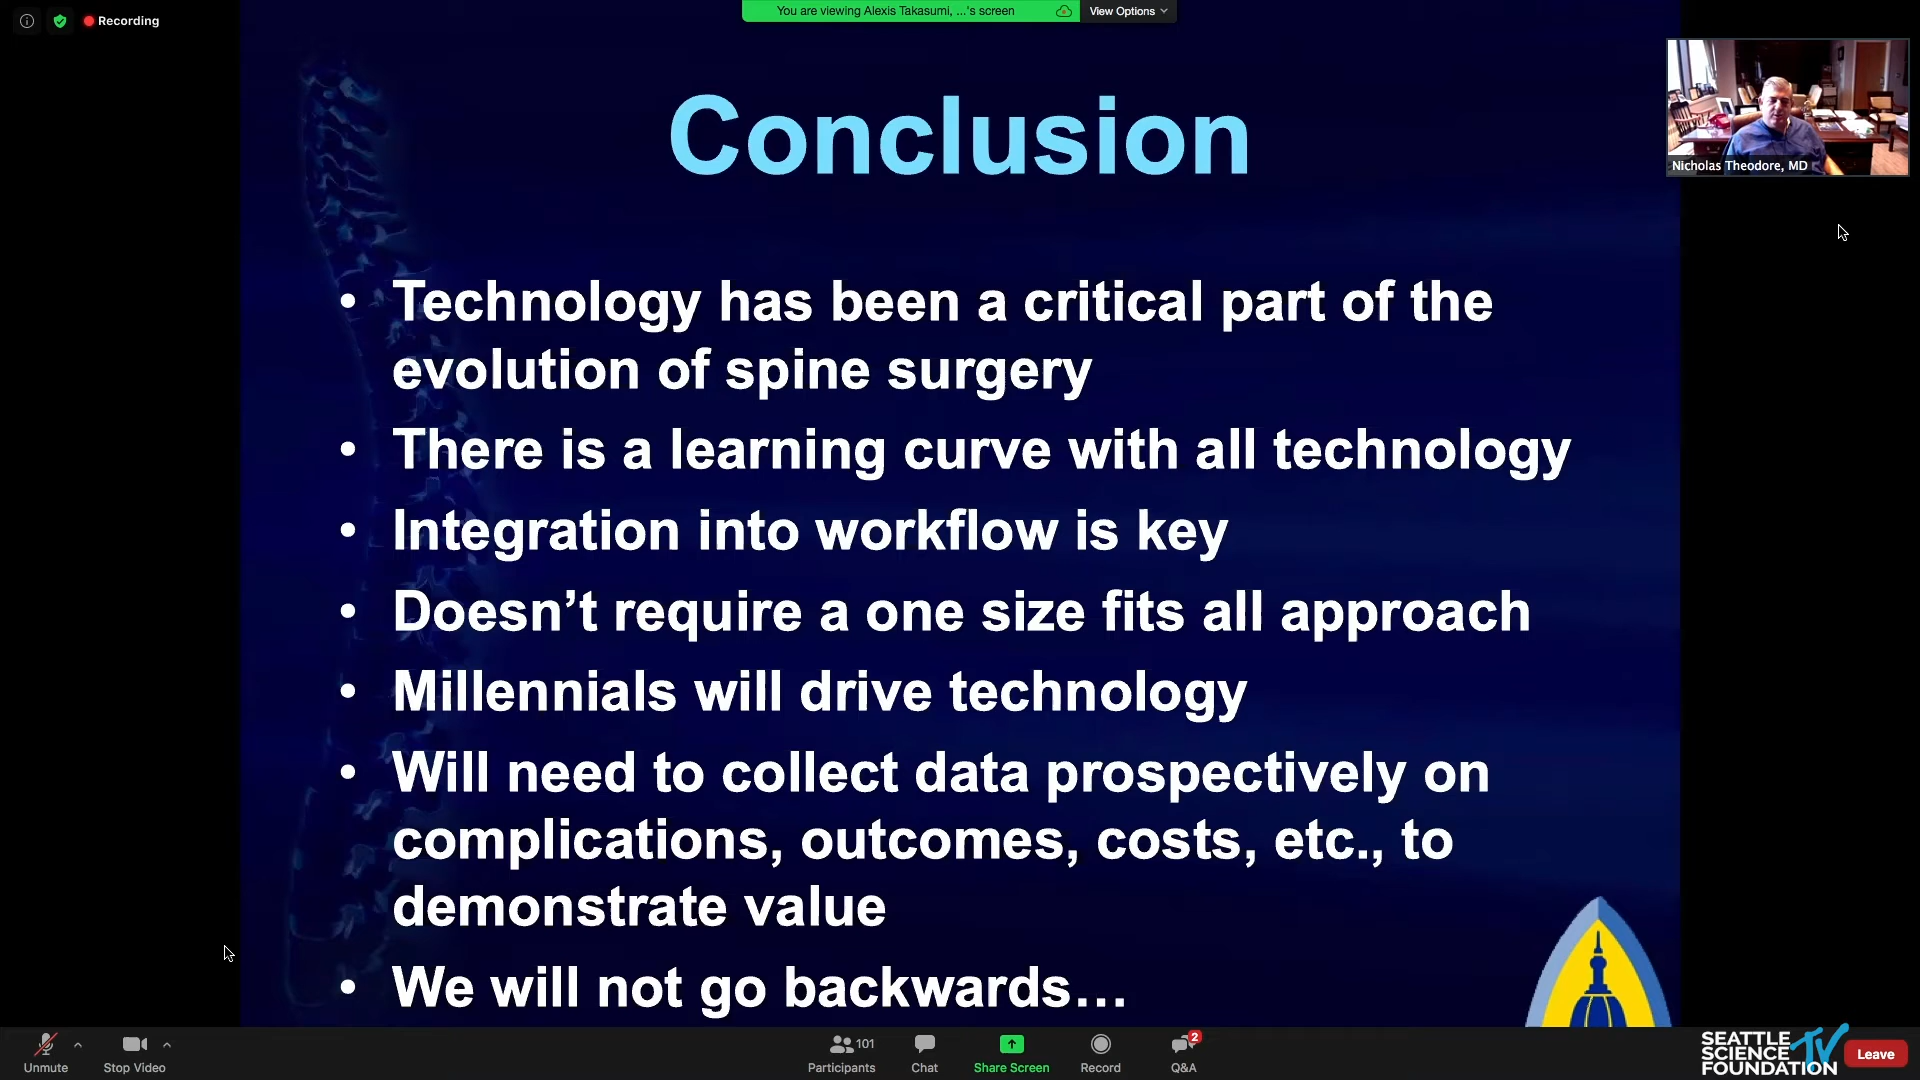 Recording
You are viewing Alexis Takasumi, ...'s screen
View Options
Nicholas Theodore, MD
Conclusion
• Technology has been a critical part of the
evolution of spine surgery
• There is a learning curve with all technology
• Integration into workflow is key
• Doesn’t require a one size fits all approach
• Millennials will drive technology
• Will need to collect data prospectively on
complications, outcomes, costs, etc., to
demonstrate value
• We will not go backwards…
Unmute
Stop Video
101
Participants
Chat
Share Screen
Record
2
Q&A
SEATTLE
SCIENCE TV
FOUNDATION
Leave